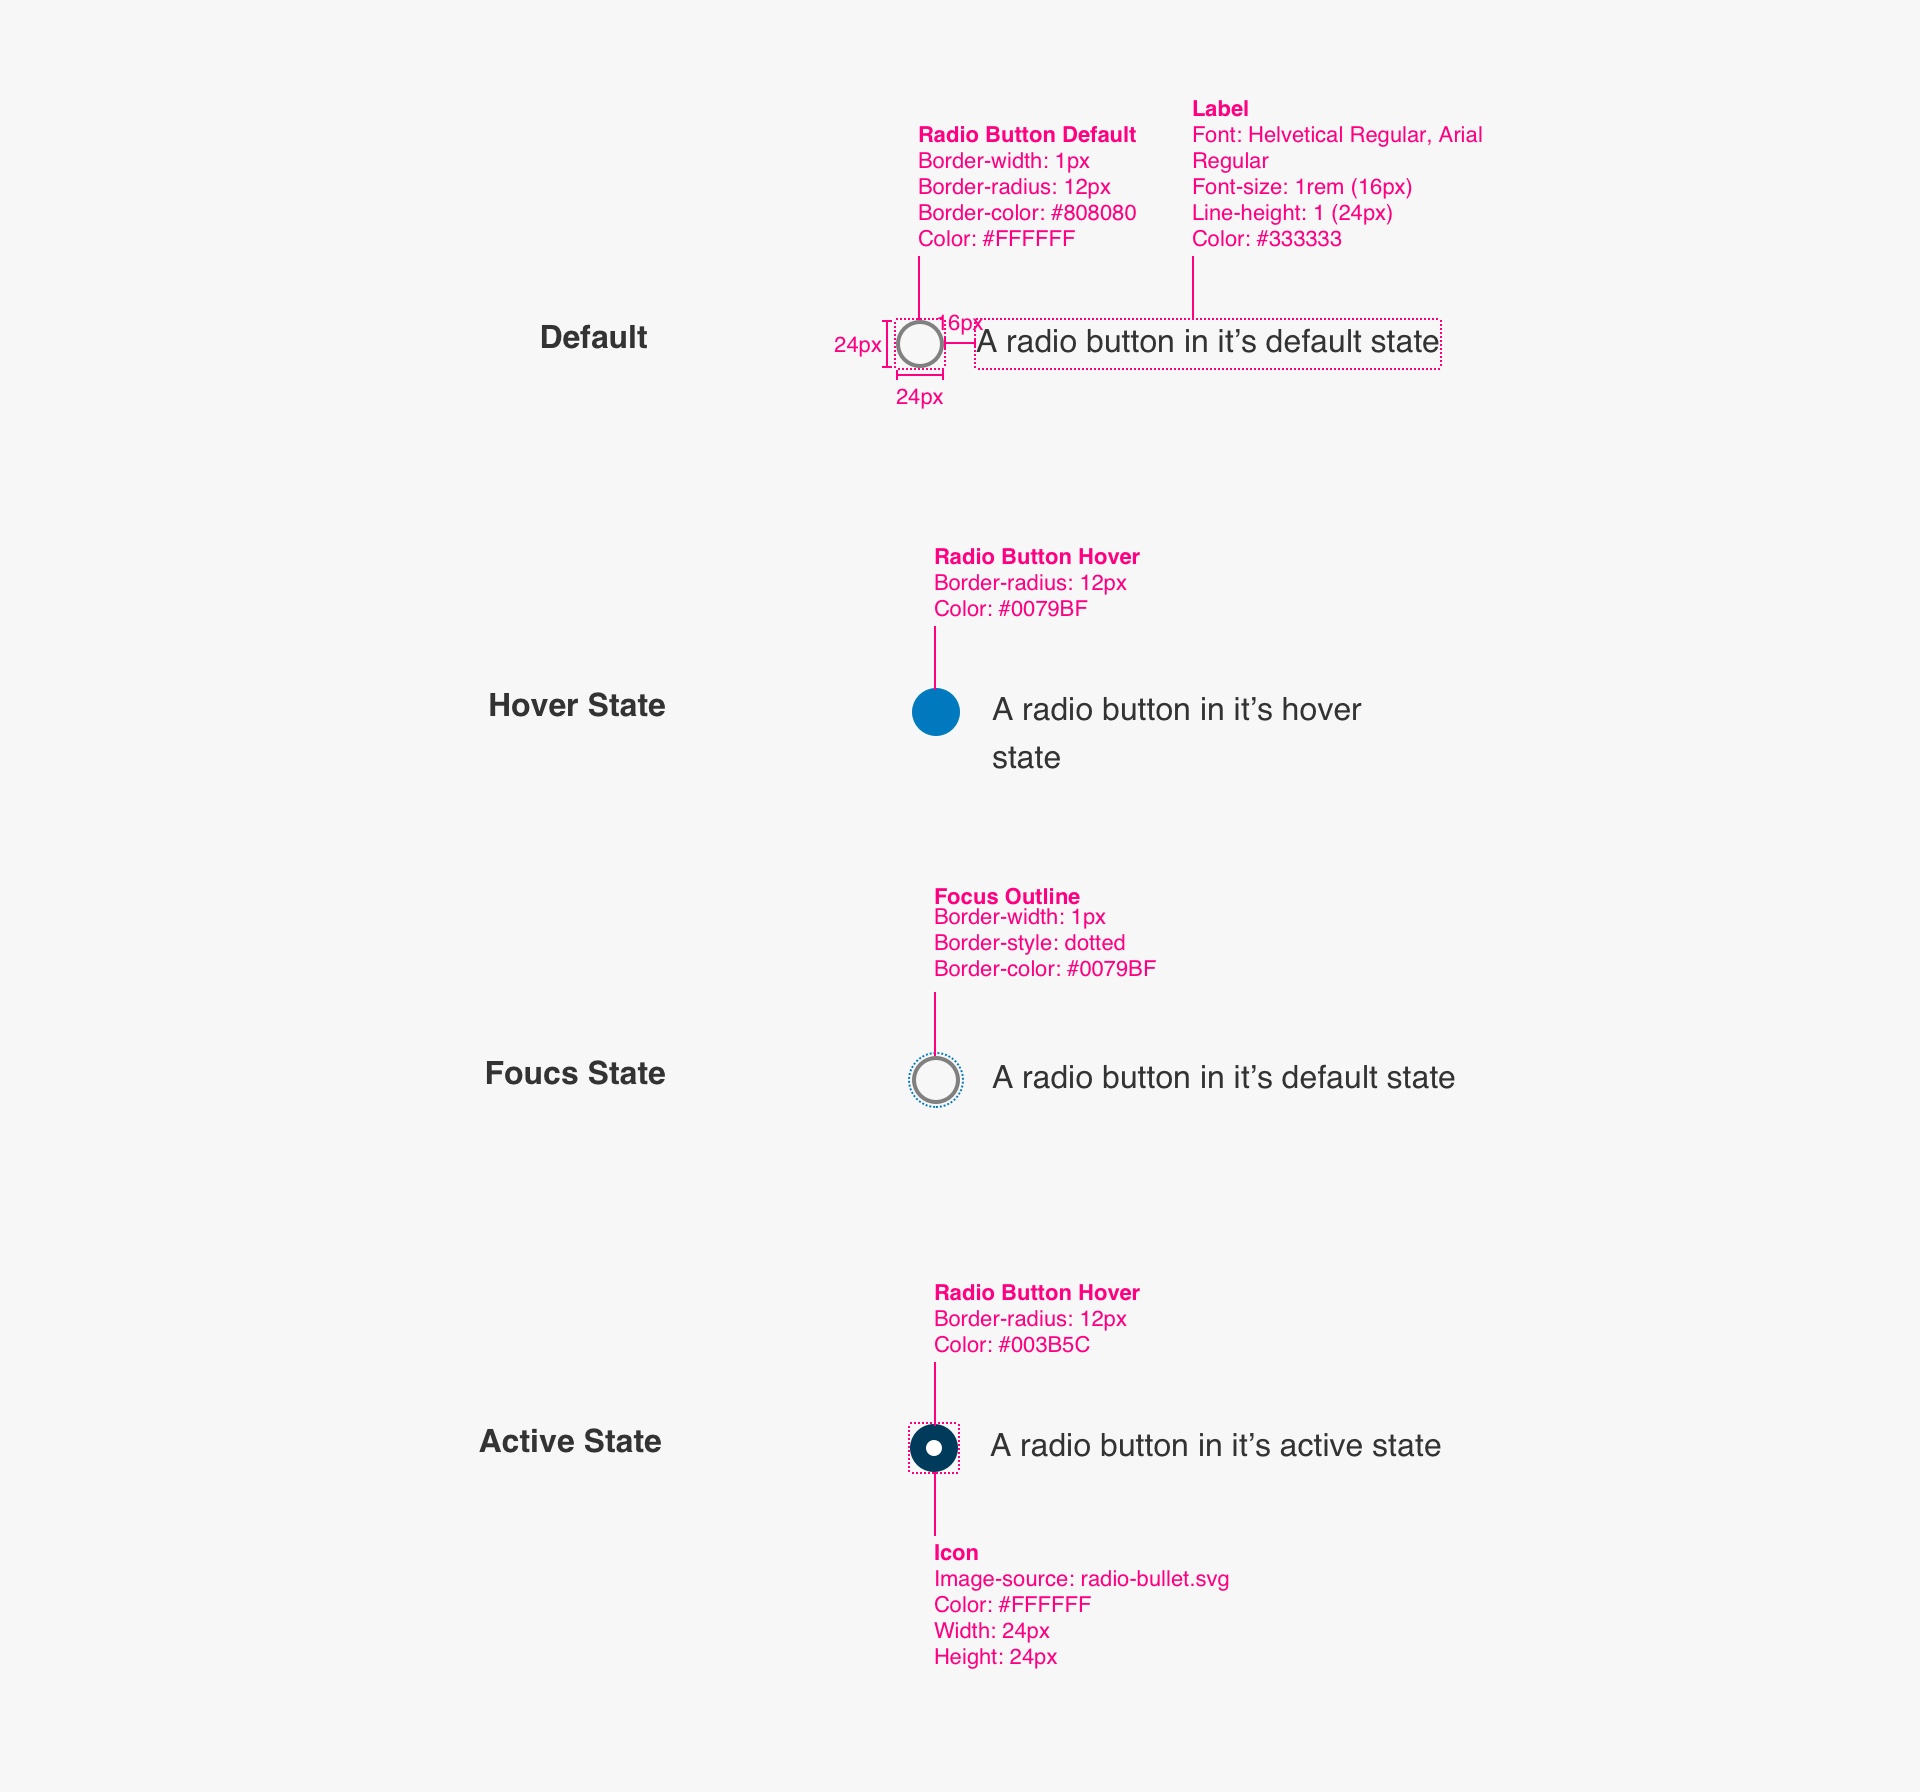 Label
Radio Button Default
Font: Helvetical Regular, Arial
Border-width: 1px
Regular
Border-radius: 12px
Font-size: 1rem (16px)
Border-color: #808080
Line-height: 1 (24px)
Color: #FFFFFF
Color: #333333
Default
24px
16px
A radio button in it’s default state
24px
Radio Button Hover
Border-radius: 12px
Color: #0079BF
Hover State
A radio button in it’s hover
state
Focus Outline
Border-width: 1px
Border-style: dotted
Border-color: #0079BF
Foucs State
A radio button in it’s default state
Radio Button Hover
Border-radius: 12px
Color: #003B5C
Active State
A radio button in it’s active state
Icon
Image-source: radio-bullet.svg
Color: #FFFFFF
Width: 24px
Height: 24px